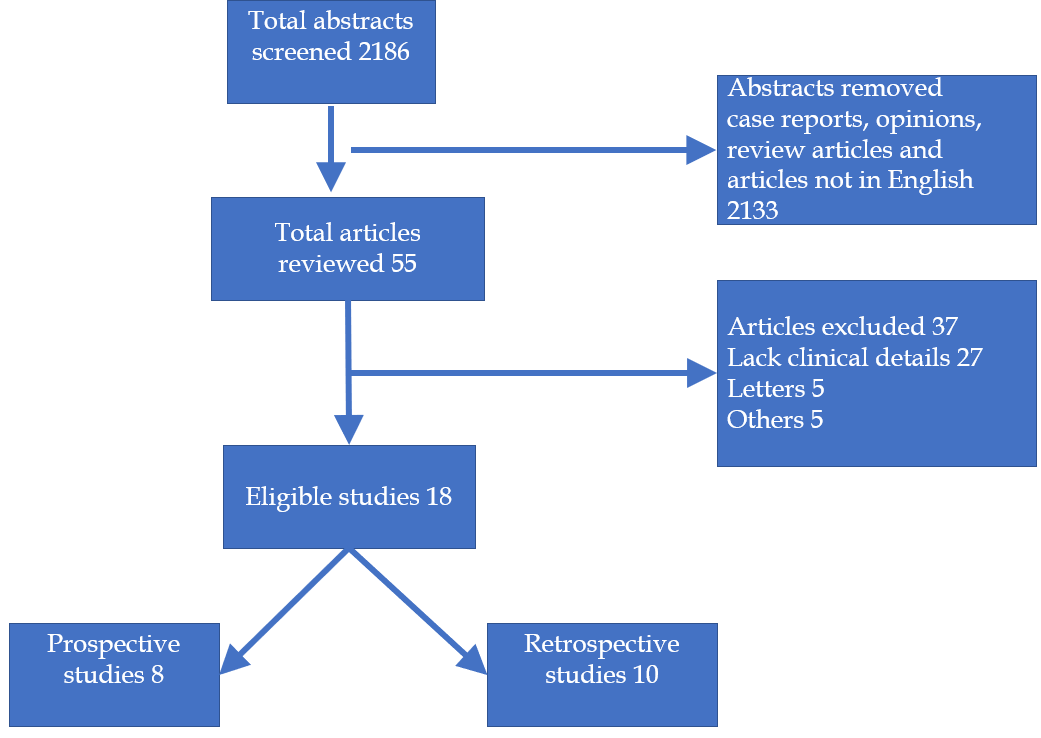 Total abstracts
screened 2186
Abstracts removed
case reports, opinions,
review articles and
articles not in English
2133
Total articles
reviewed 55
Articles excluded 37
Lack clinical details 27
Letters 5
Others 5
Eligible studies 18
Prospective
studies 8
Retrospective
studies 10